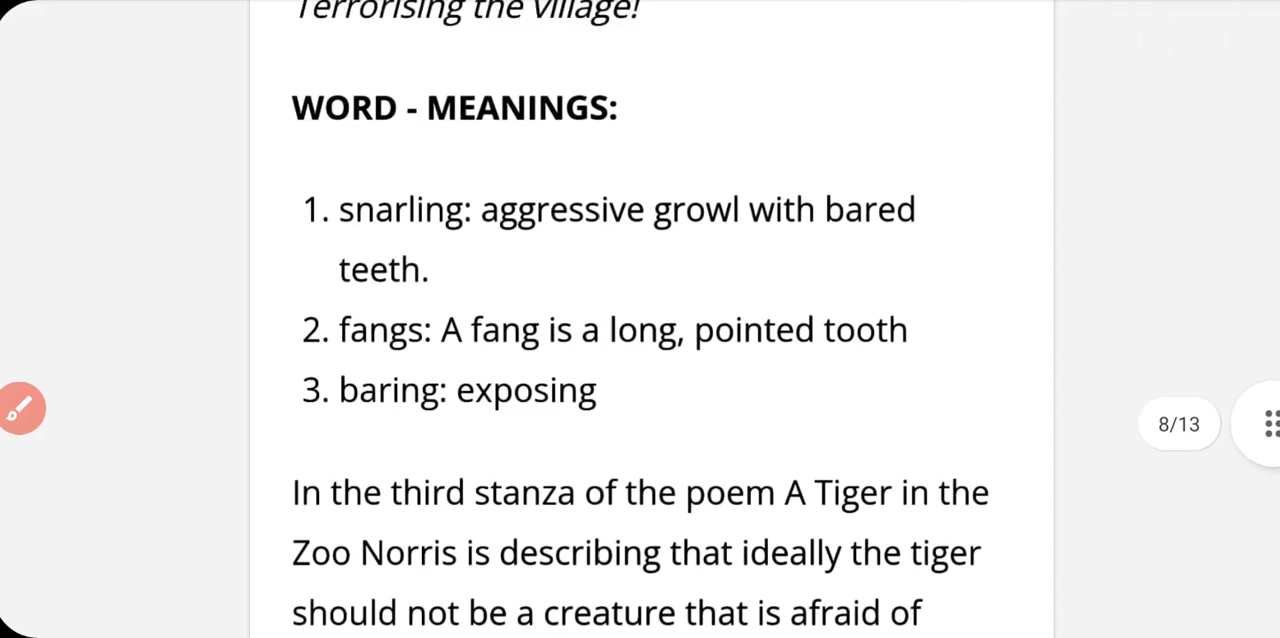 Terrorising the village!
WORD - MEANINGS:
1. snarling: aggressive growl with bared
teeth.
2. fangs: A fang is a long, pointed tooth
3. baring: exposing
8/13
In the third stanza of the poem A Tiger in the
Zoo Norris is describing that ideally the tiger
should not be a creature that is afraid of